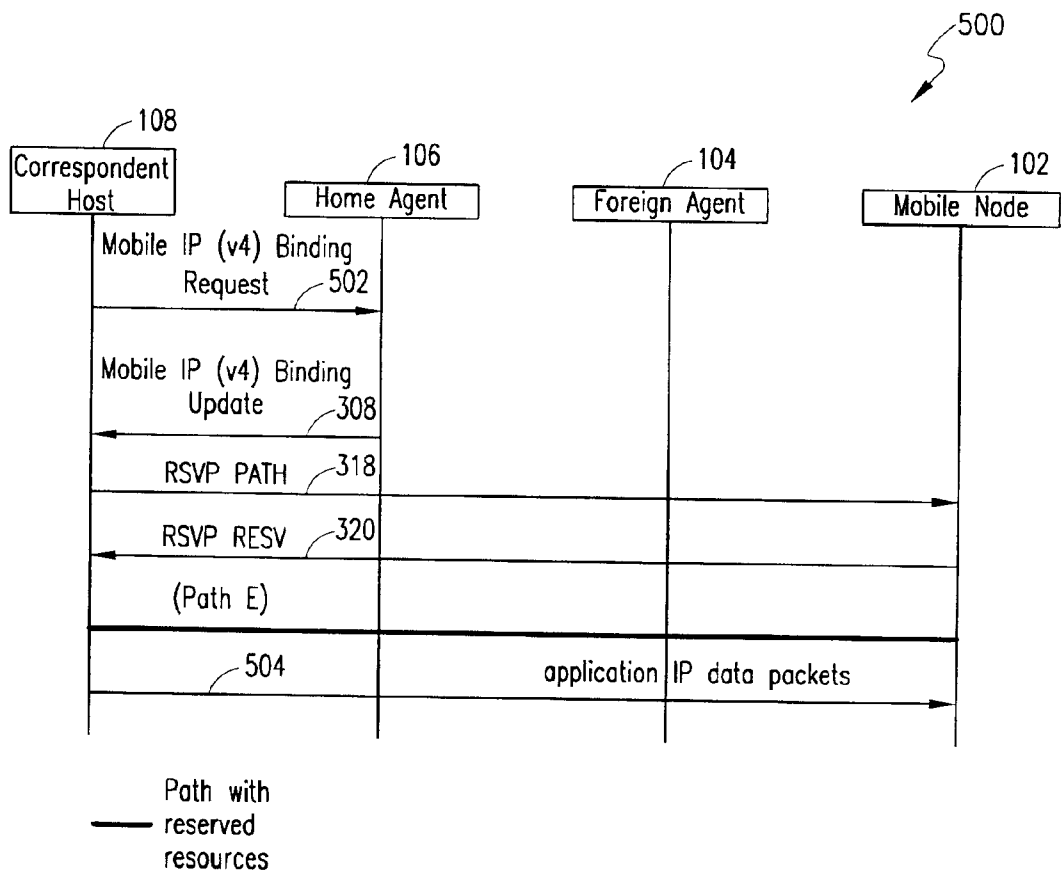 500
108
Correspondent
Host
106
Home Agent
104
Foreign Agent
102
Mobile Node
Mobile IP (v4) Binding
Request
502
Mobile IP (v4) Binding
Update
308
RSVP PATH
318
RSVP RESV
320
(Path E)
504
application IP data packets
Path with
reserved
resources